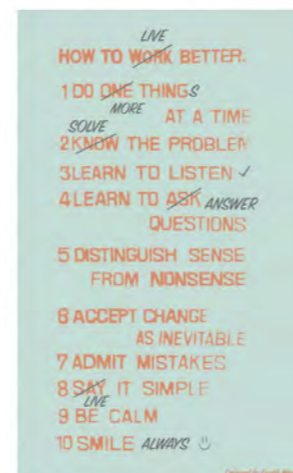 LIVE
HOW TO WORK BETTER.
1 DO ONE THINGS
MORE
AT A TIME
SOLVE
2 KNOW THE PROBLEM
3 LEARN TO LISTEN ✓
4 LEARN TO ASK ANSWER
QUESTIONS
5 DISTINGUISH SENSE
FROM NONSENSE
6 ACCEPT CHANGE
AS INEVITABLE
7 ADMIT MISTAKES
8 SAY IT SIMPLE
LIVE
9 BE CALM
10 SMILE ALWAYS